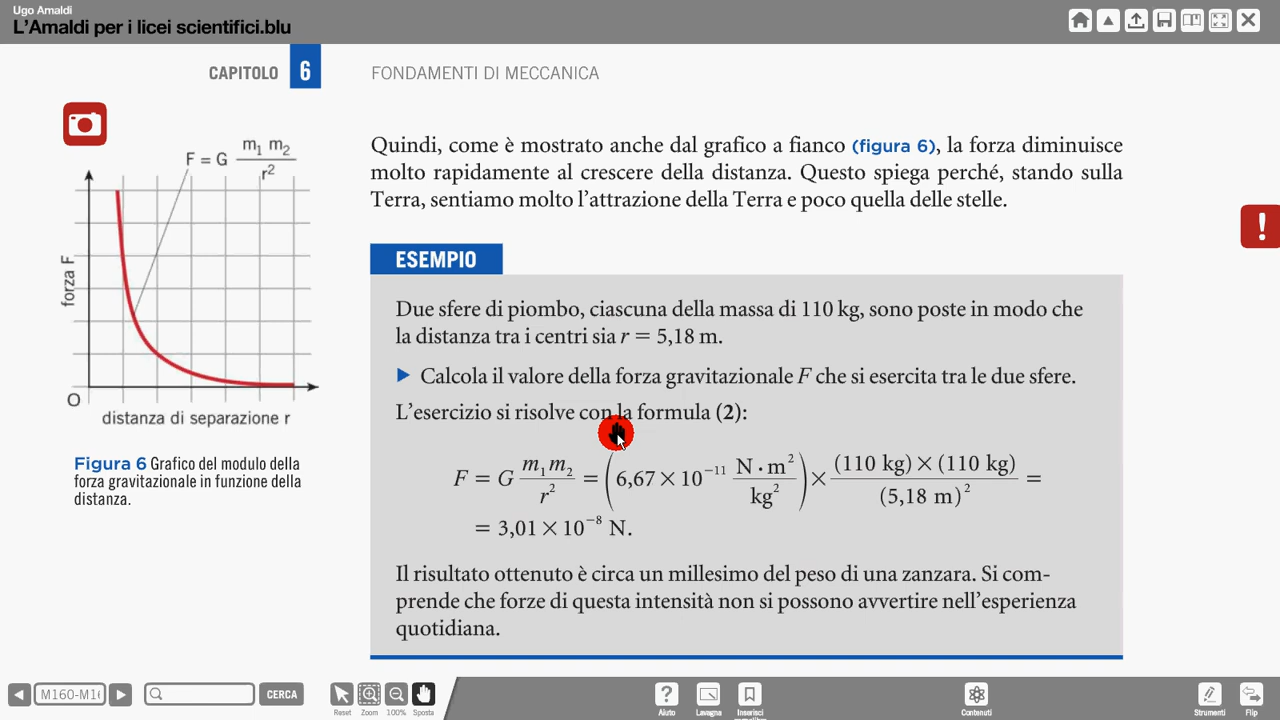 Ugo Amaldi
L'Amaldi per i licei scientifici.blu
CAPITOLO 6 FONDAMENTI DI MECCANICA
F = G m₁ m₂ / r²
forza F
O
distanza di separazione r
Figura 6 Grafico del modulo della
forza gravitazionale in funzione della
distanza.
Quindi, come è mostrato anche dal grafico a fianco (figura 6), la forza diminuisce
molto rapidamente al crescere della distanza. Questo spiega perché, stando sulla
Terra, sentiamo molto l'attrazione della Terra e poco quella delle stelle.
!
ESEMPIO
Due sfere di piombo, ciascuna della massa di 110 kg, sono poste in modo che
la distanza tra i centri sia r = 5,18 m.
Calcola il valore della forza gravitazionale F che si esercita tra le due sfere.
L'esercizio si risolve con la formula (2):
F = G m₁m₂ / r² = (6,67 × 10⁻¹¹ N · m² / kg²) × (110 kg) × (110 kg) / (5,18 m)² =
= 3,01 × 10⁻⁸ N.
Il risultato ottenuto è circa un millesimo del peso di una zanzara. Si com-
prende che forze di questa intensità non si possono avvertire nell'esperienza
quotidiana.
M160-M1
CERCA
Reset Zoom 100% Sposta
? Aiuto Lavagna Inserisci
Contenuti
Strumenti Flip